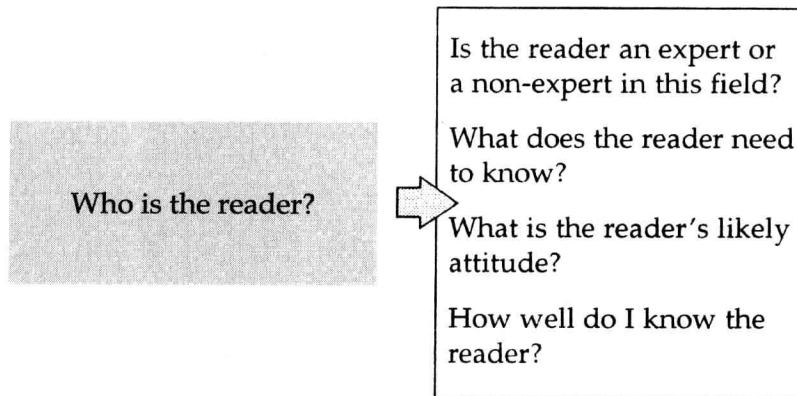 Who is the reader?
Is the reader an expert or
a non-expert in this field?
What does the reader need
to know?
What is the reader's likely
attitude?
How well do I know the
reader?